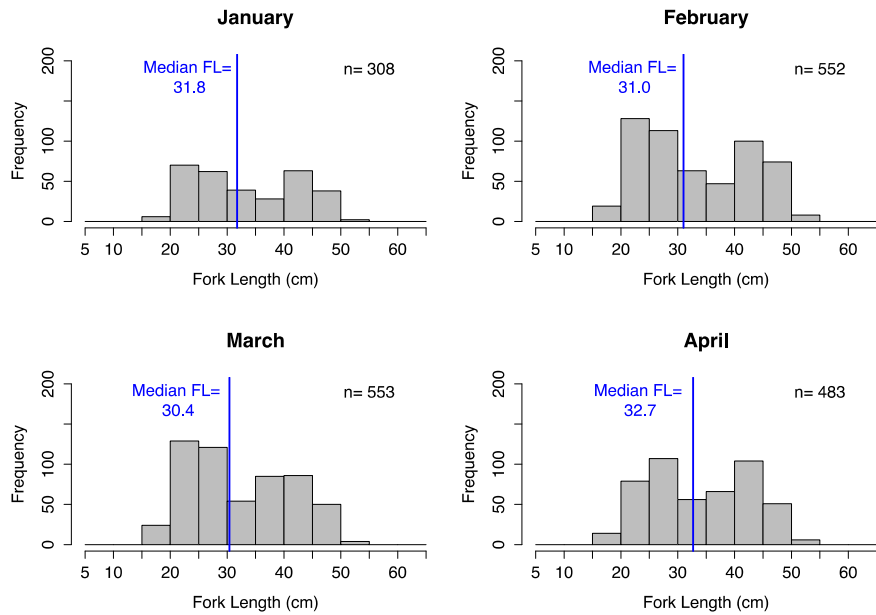 January
Median FL=
31.8
n= 308
Frequency
0
50
100
200
5 10 20 30 40 50 60
Fork Length (cm)
February
Median FL=
31.0
n= 552
Frequency
0
50
100
200
5 10 20 30 40 50 60
Fork Length (cm)
March
Median FL=
30.4
n= 553
Frequency
0
50
100
200
5 10 20 30 40 50 60
Fork Length (cm)
April
Median FL=
32.7
n= 483
Frequency
0
50
100
200
5 10 20 30 40 50 60
Fork Length (cm)